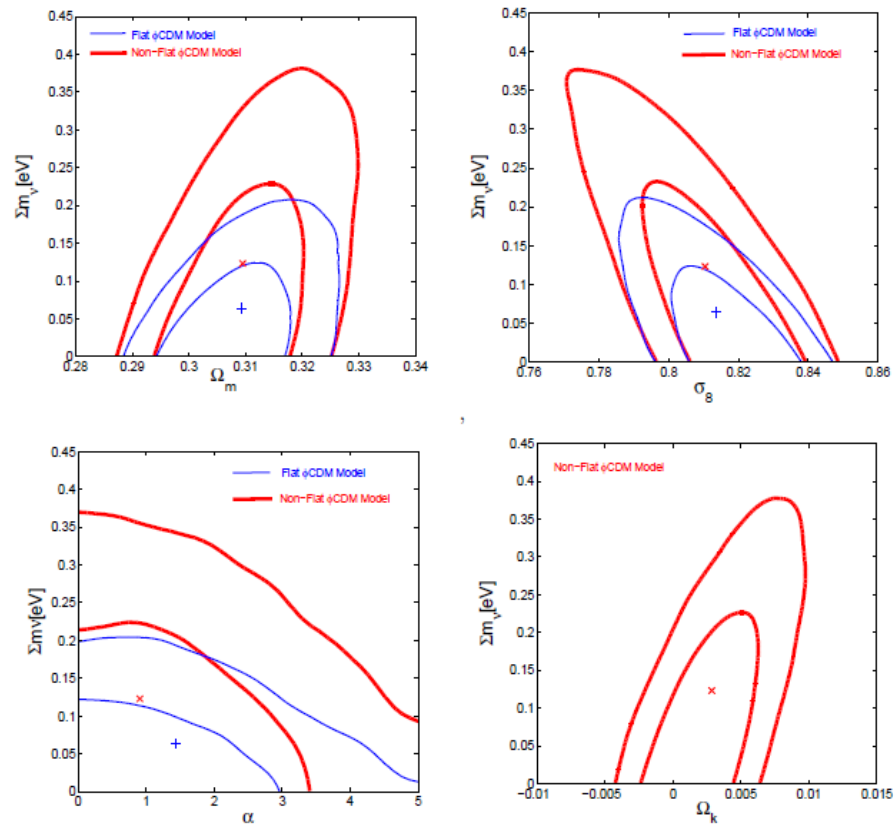 0.45
0.4
0.35
0.3
0.25
0.2
0.15
0.1
0.05
0
Σmν[eV]
Flat ϕCDM Model
Non-Flat ϕCDM Model
0.28 0.29 0.3 0.31 0.32 0.33 0.34
Ωm
0.45
0.4
0.35
0.3
0.25
0.2
0.15
0.1
0.05
0
Σmν[eV]
Flat ϕCDM Model
Non-Flat ϕCDM Model
0.76 0.78 0.8 0.82 0.84 0.86
σ8
,
0.45
0.4
0.35
0.3
0.25
0.2
0.15
0.1
0.05
0
Σmν[eV]
Flat ϕCDM Model
Non-Flat ϕCDM Model
0 1 2 3 4 5
α
0.45
0.4
0.35
0.3
0.25
0.2
0.15
0.1
0.05
0
Σmν[eV]
Non-Flat ϕCDM Model
−0.01 −0.005 0 0.005 0.01 0.015
Ωk